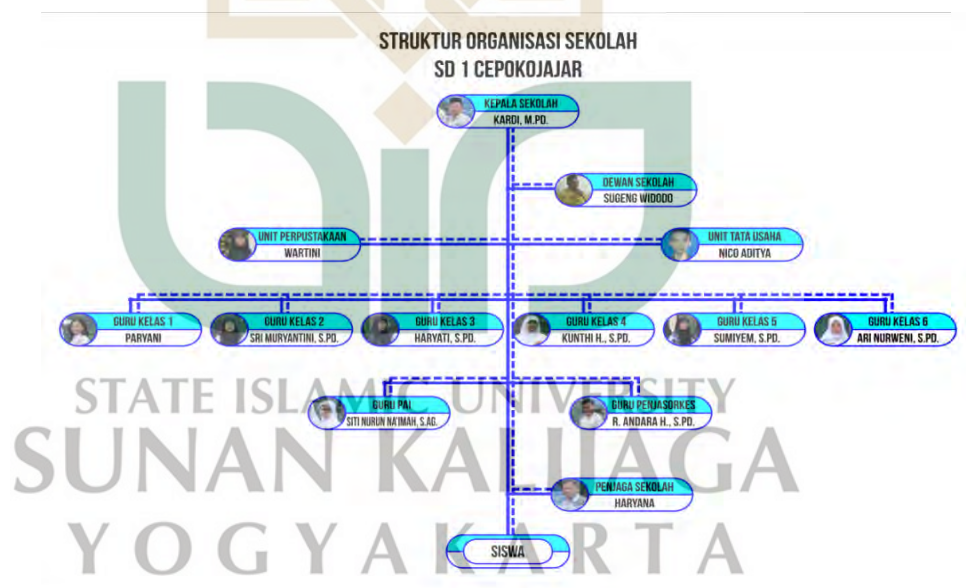 STRUKTUR ORGANISASI SEKOLAH
SD 1 CEPOKOJAJAR
KEPALA SEKOLAH
KARDI, M.PD.
DEWAN SEKOLAH
SUGENG WIDODO
UNIT PERPUSTAKAAN
WARTINI
UNIT TATA USAHA
NICO ADITYA
GURU KELAS 1
PARYANI
GURU KELAS 2
SRI MURYANTINI, S.PD.
GURU KELAS 3
HARYATI, S.PD.
GURU KELAS 4
KUNTHI H., S.PD.
GURU KELAS 5
SUMIYEM, S.PD.
GURU KELAS 6
ARI NURWENI, S.PD.
GURU PAI
SITI NURUN NA'IMAH, S.AG.
GURU PENJASORKES
R. ANDARA H., S.PD.
PENJAGA SEKOLAH
HARYANA
SISWA
STATE ISLAMIC UNIVERSITY
SUNAN KALIJAGA
YOGYAKARTA